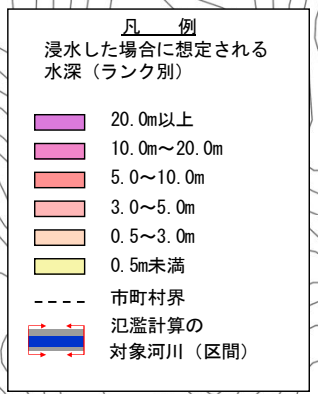 凡　例
浸水した場合に想定される
水深（ランク別）
20.0m以上
10.0m～20.0m
5.0～10.0m
3.0～5.0m
0.5～3.0m
0.5m未満
市町村界
氾濫計算の
対象河川（区間）